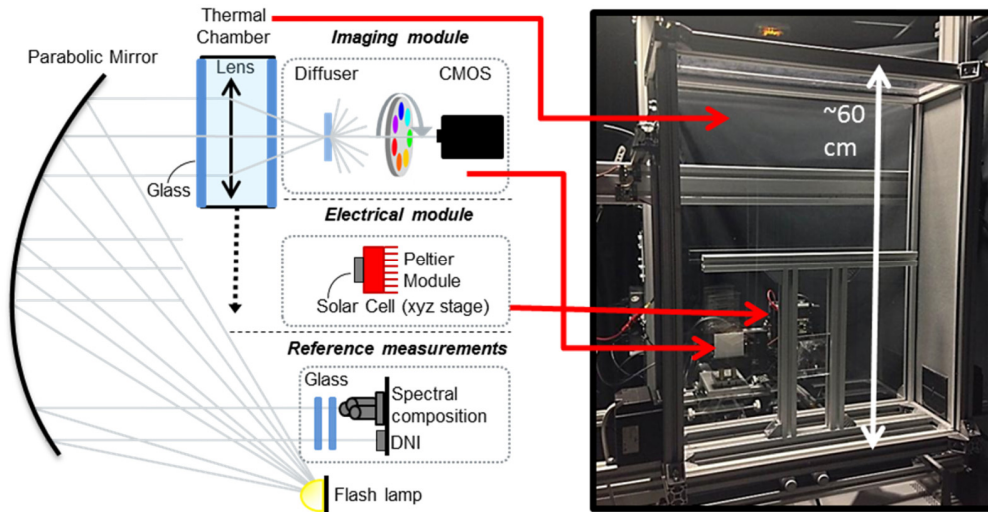 Thermal
Chamber
Imaging module
Parabolic Mirror
Lens
Diffuser
CMOS
Glass
Electrical module
Peltier
Module
Solar Cell (xyz stage)
Reference measurements
Glass
Spectral
composition
DNI
Flash lamp
~60
cm